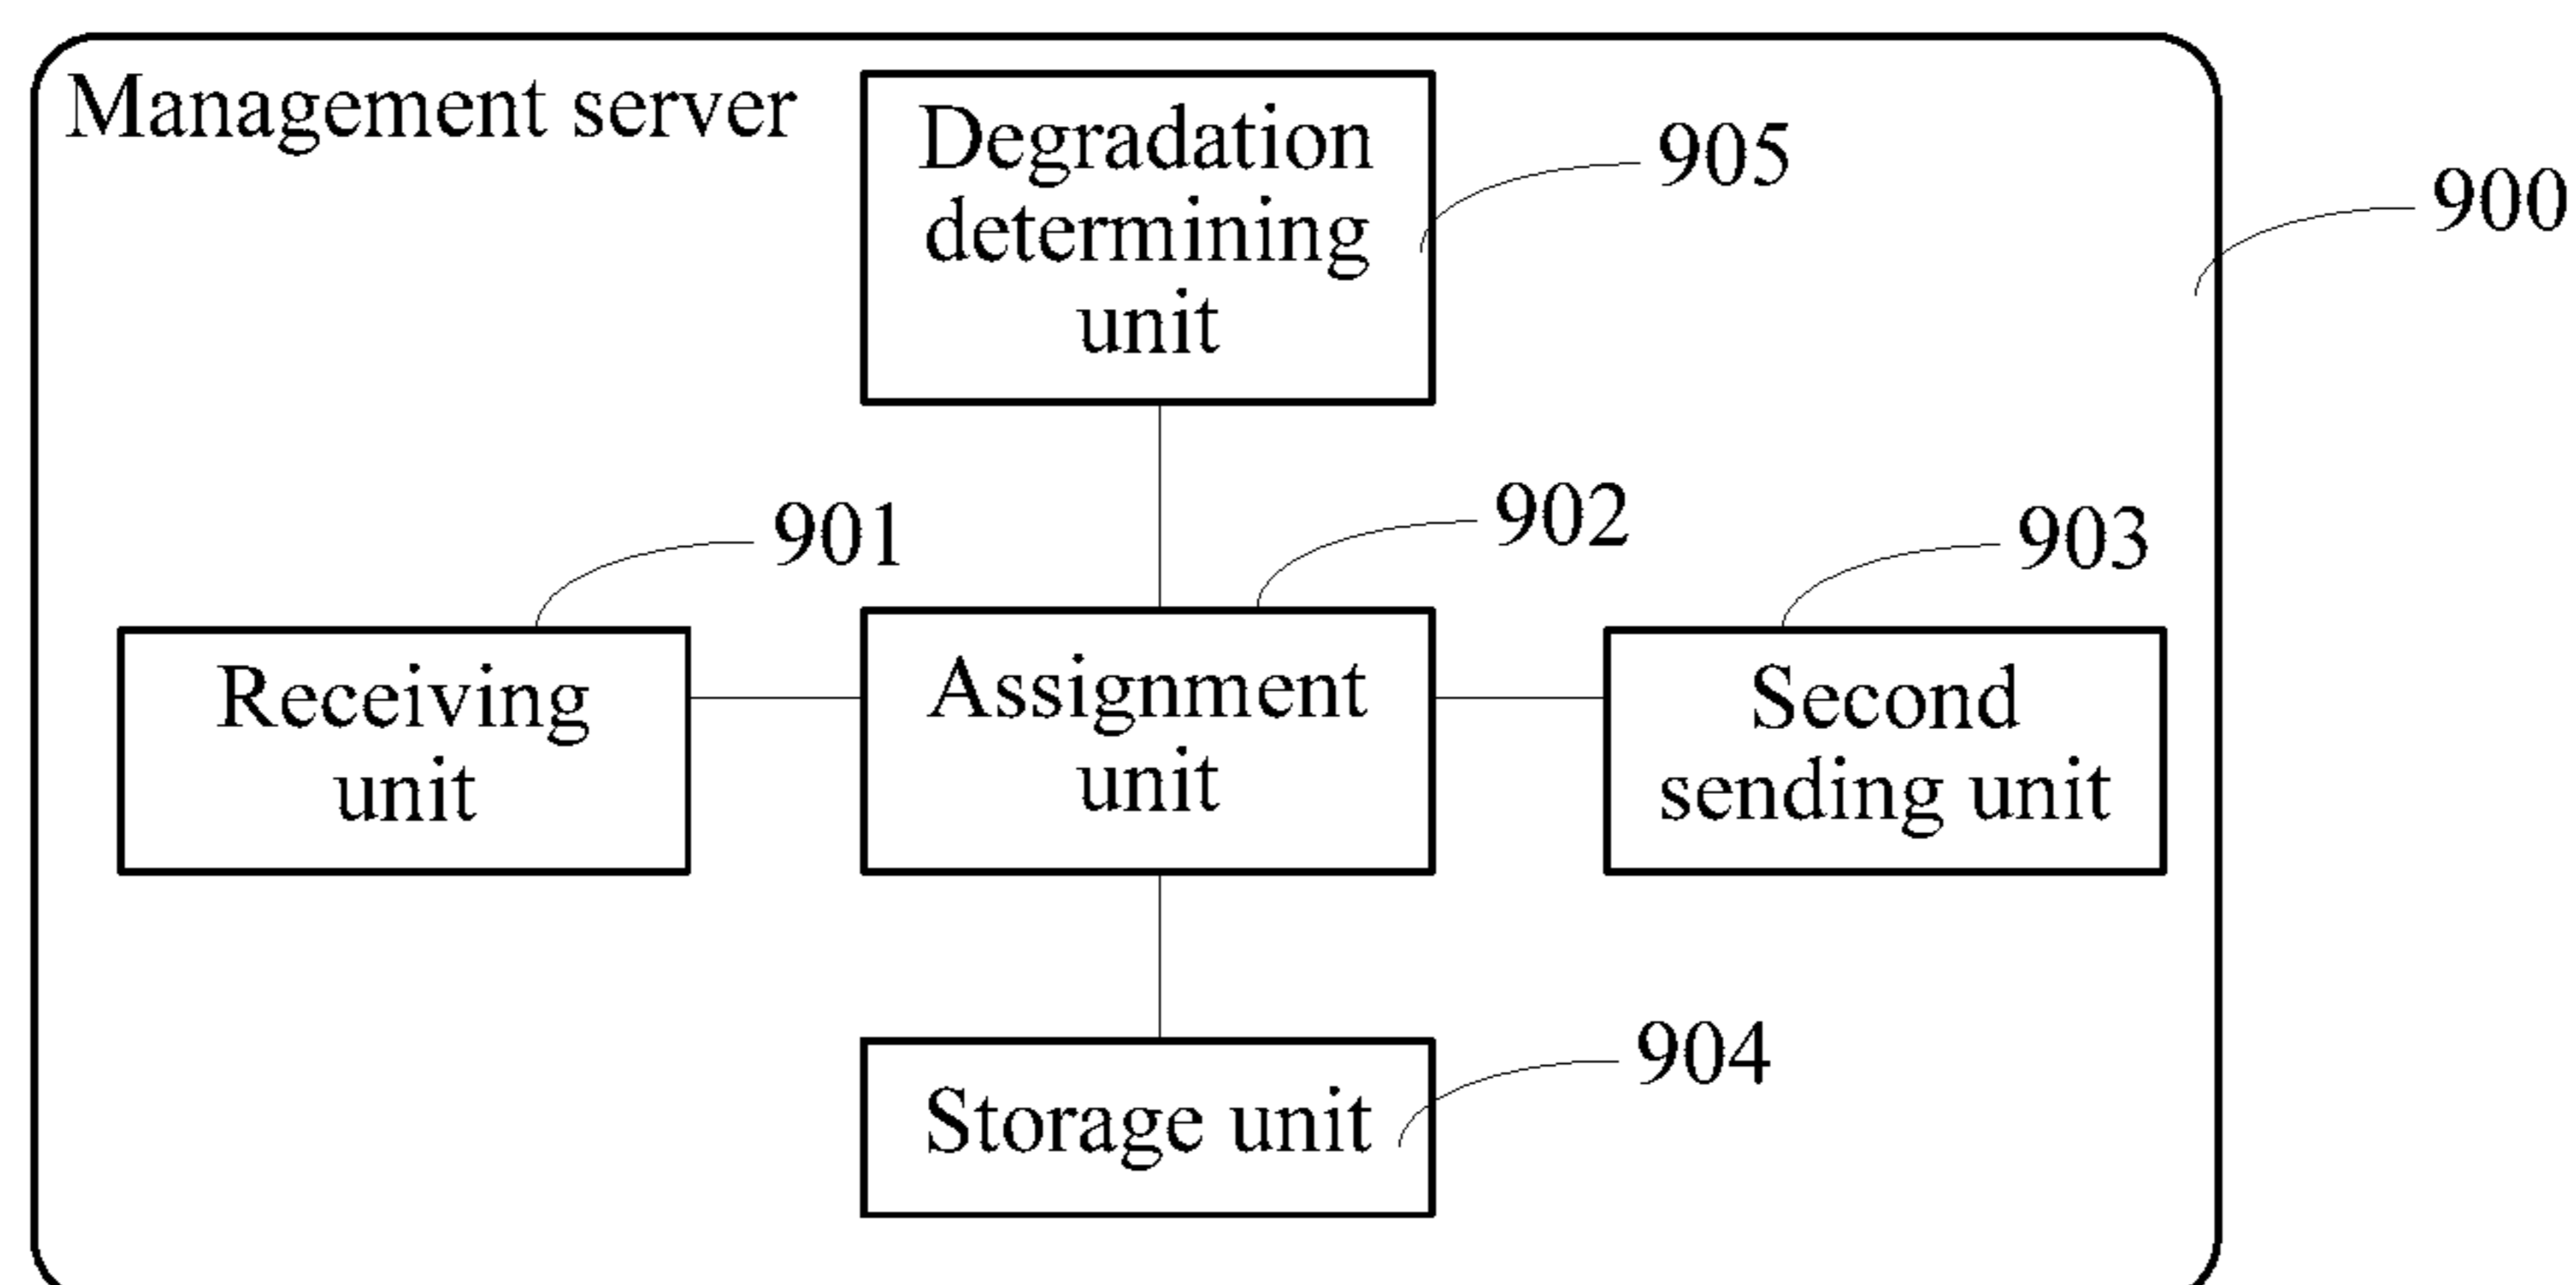 Management server
Degradation
determining
unit
905
900
901
902
903
Receiving
unit
Assignment
unit
Second
sending unit
904
Storage unit